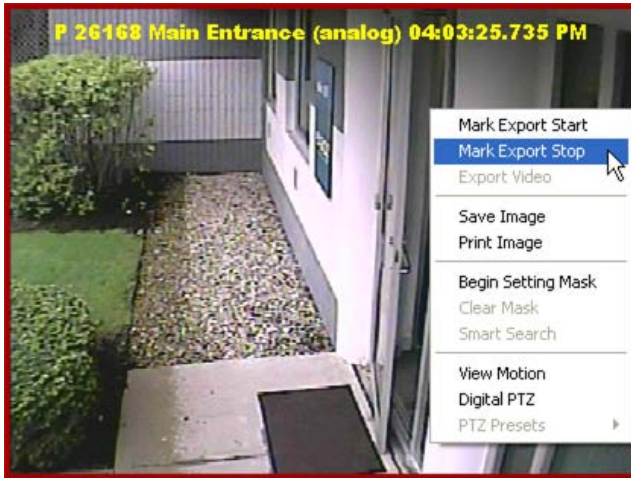 P 26168 Main Entrance (analog) 04:03:25.735 PM
Mark Export Start
Mark Export Stop
Export Video
Save Image
Print Image
Begin Setting Mask
Clear Mask
Smart Search
View Motion
Digital PTZ
PTZ Presets